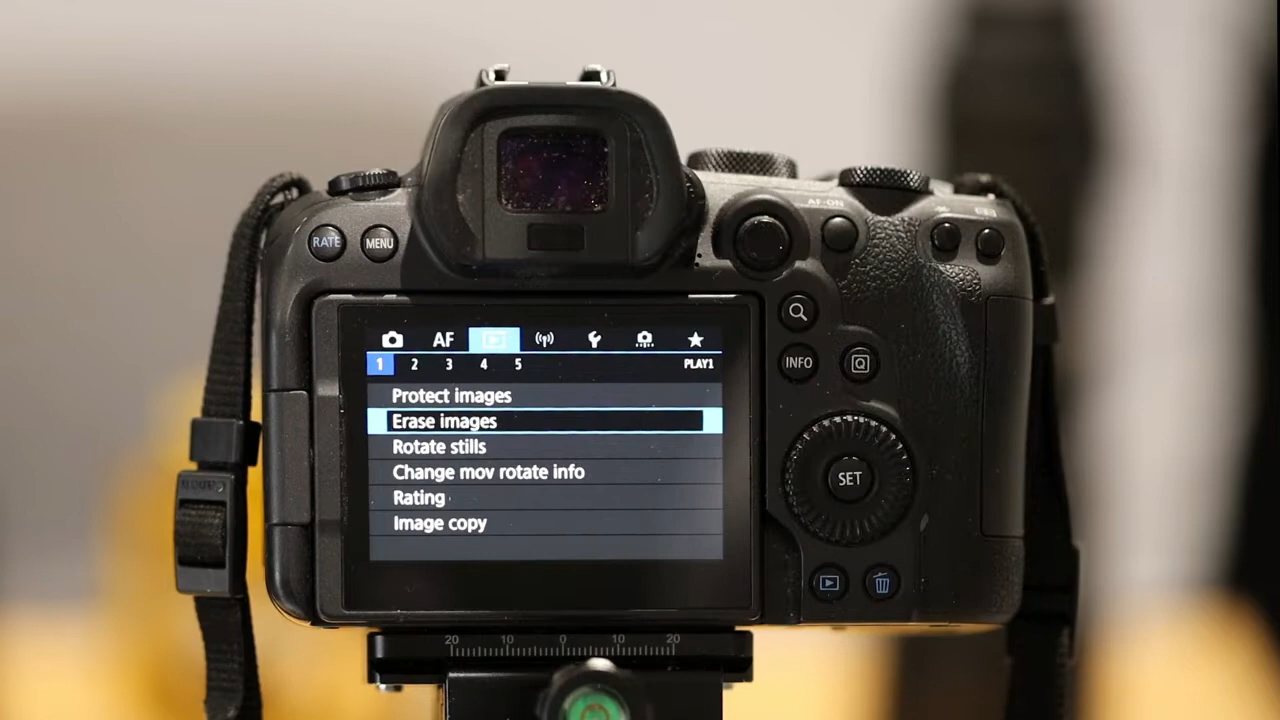 AF-ON
RATE
MENU
INFO
Q
SET
AF
1 2 3 4 5 PLAY1
Protect images
Erase images
Rotate stills
Change mov rotate info
Rating
Image copy
Canon
20 10 0 10 20